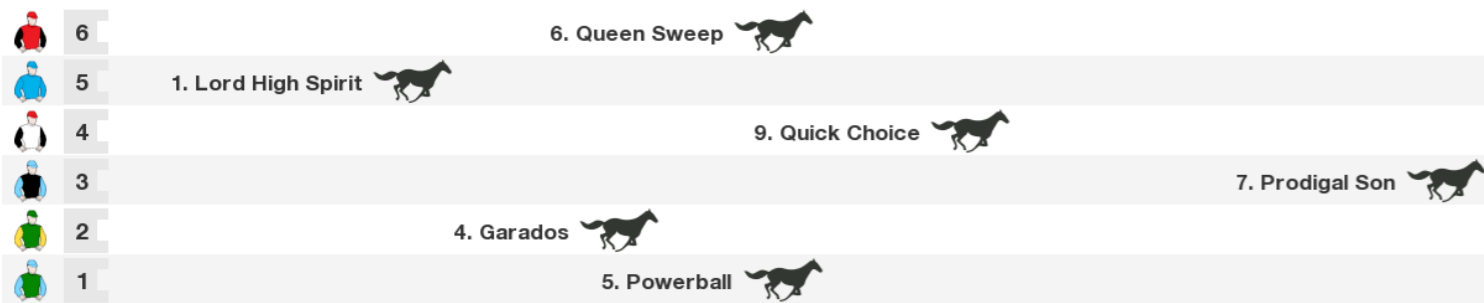 6 6. Queen Sweep
5 1. Lord High Spirit
4 9. Quick Choice
3 7. Prodigal Son
2 4. Garados
1 5. Powerball